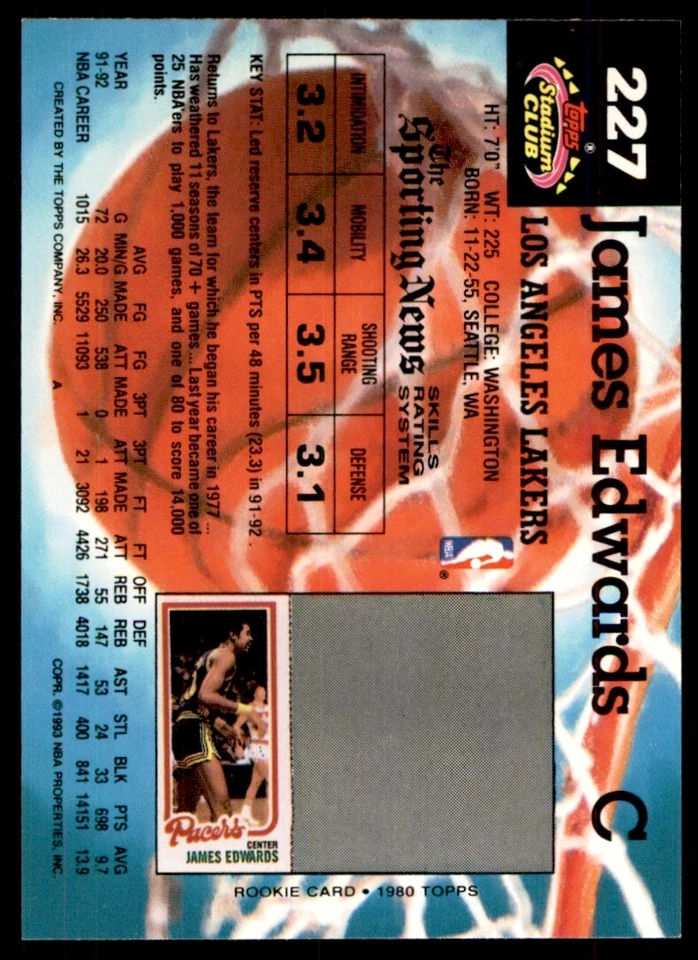 227
James Edwards C
topps®
Stadium
CLUB
LOS ANGELES LAKERS
HT: 7'0" WT: 225 COLLEGE: WASHINGTON
BORN: 11-22-55, SEATTLE, WA
NBA
®
The
Sporting News
SKILLS
RATING
SYSTEM
INTIMIDATION MOBILITY SHOOTING RANGE DEFENSE
3.2 3.4 3.5 3.1
KEY STAT: Led reserve centers in PTS per 48 minutes (23.3) in 91-92.
Returns to Lakers, the team for which he began his career in 1977 ...
Has weathered 11 seasons of 70 + games ... Last year became one of
25 NBA'ers to play 1,000 games, and one of 80 to score 14,000
points.
Pacers
CENTER
JAMES EDWARDS
ROOKIE CARD • 1980 TOPPS
AVG FG FG 3PT 3PT FT FT OFF DEF
YEAR G MIN/G MADE ATT MADE ATT MADE ATT REB REB AST STL BLK PTS AVG
91-92 72 20.0 250 538 0 1 198 271 55 147 53 24 33 698 9.7
NBA CAREER 1015 26.3 5529 11093 1 21 3092 4426 1738 4018 1417 400 841 14151 13.9
CREATED BY THE TOPPS COMPANY, INC. A COPR. ©1993 NBA PROPERTIES, INC.